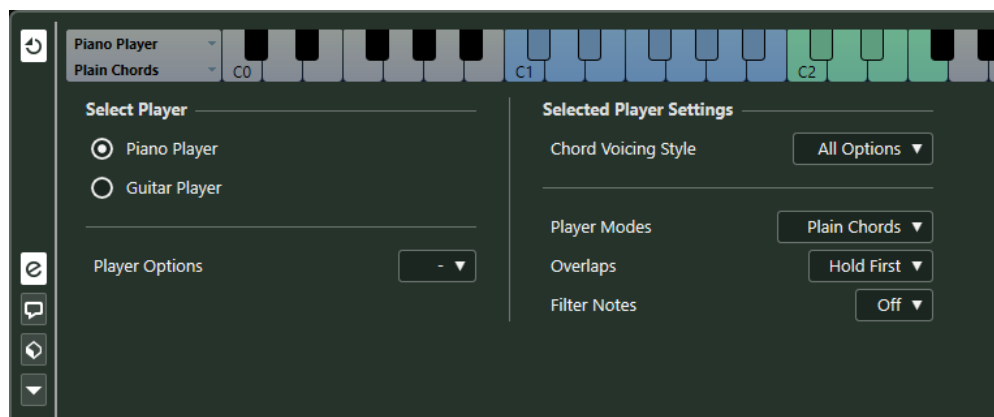 Piano Player
Plain Chords
C0
C1
C2
Select Player
Piano Player
Guitar Player
Player Options
-
Selected Player Settings
Chord Voicing Style
All Options
Player Modes
Plain Chords
Overlaps
Hold First
Filter Notes
Off